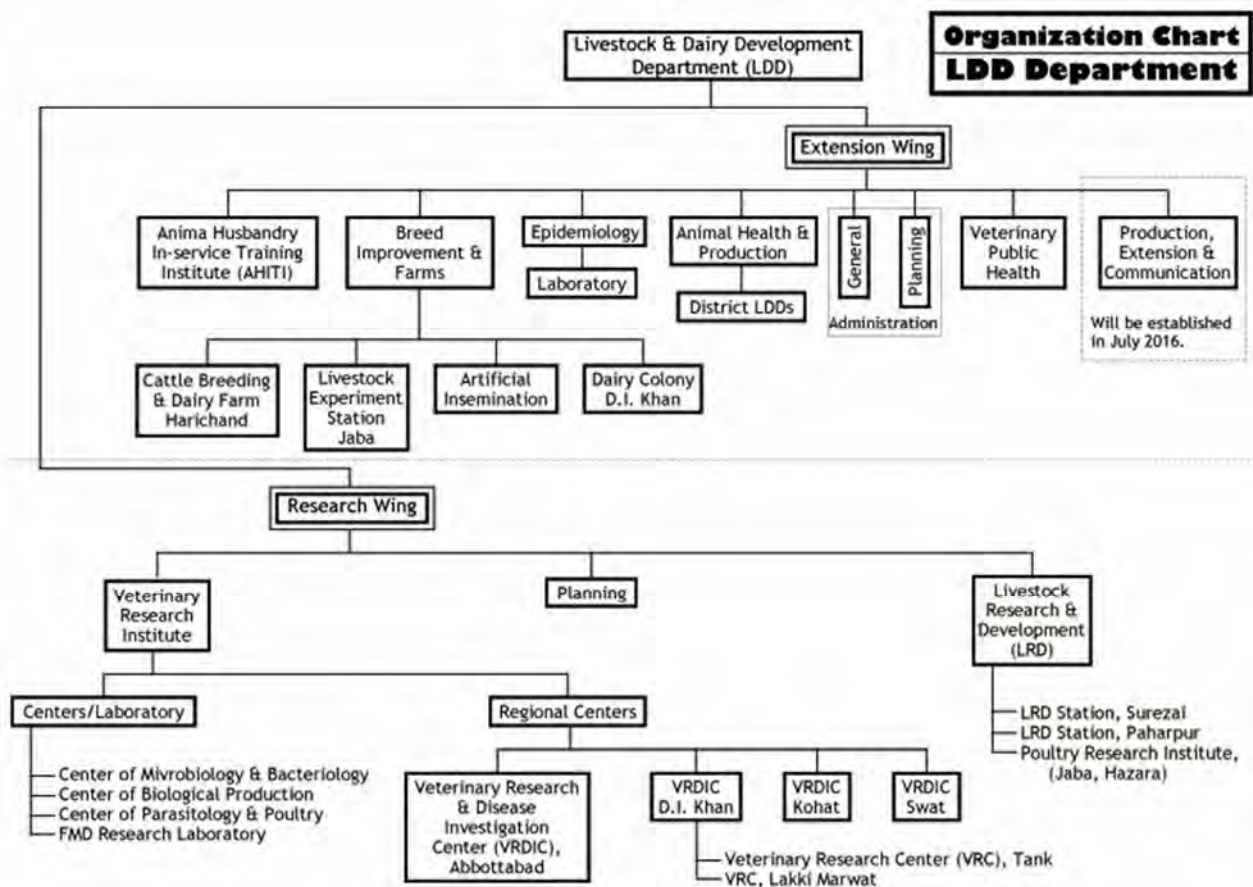 Organization Chart
LDD Department
Livestock & Dairy Development
Department (LDD)
Extension Wing
Anima Husbandry
In-service Training
Institute (AHITI)
Breed
Improvement &
Farms
Epidemiology
Laboratory
Animal Health &
Production
District LDDs
General
Planning
Administration
Veterinary
Public
Health
Production,
Extension &
Communication
Will be established
in July 2016.
Cattle Breeding
& Dairy Farm
Harichand
Livestock
Experiment
Station
Jaba
Artificial
Insemination
Dairy Colony
D.I. Khan
Research Wing
Veterinary
Research
Institute
Planning
Livestock
Research &
Development
(LRD)
Centers/Laboratory
Center of Mivrobiology & Bacteriology
Center of Biological Production
Center of Parasitology & Poultry
FMD Research Laboratory
Regional Centers
Veterinary Research
& Disease
Investigation
Center (VRDIC),
Abbottabad
VRDIC
D.I. Khan
VRDIC
Kohat
VRDIC
Swat
Veterinary Research Center (VRC), Tank
VRC, Lakki Marwat
LRD Station, Surezai
LRD Station, Paharpur
Poultry Research Institute,
(Jaba, Hazara)